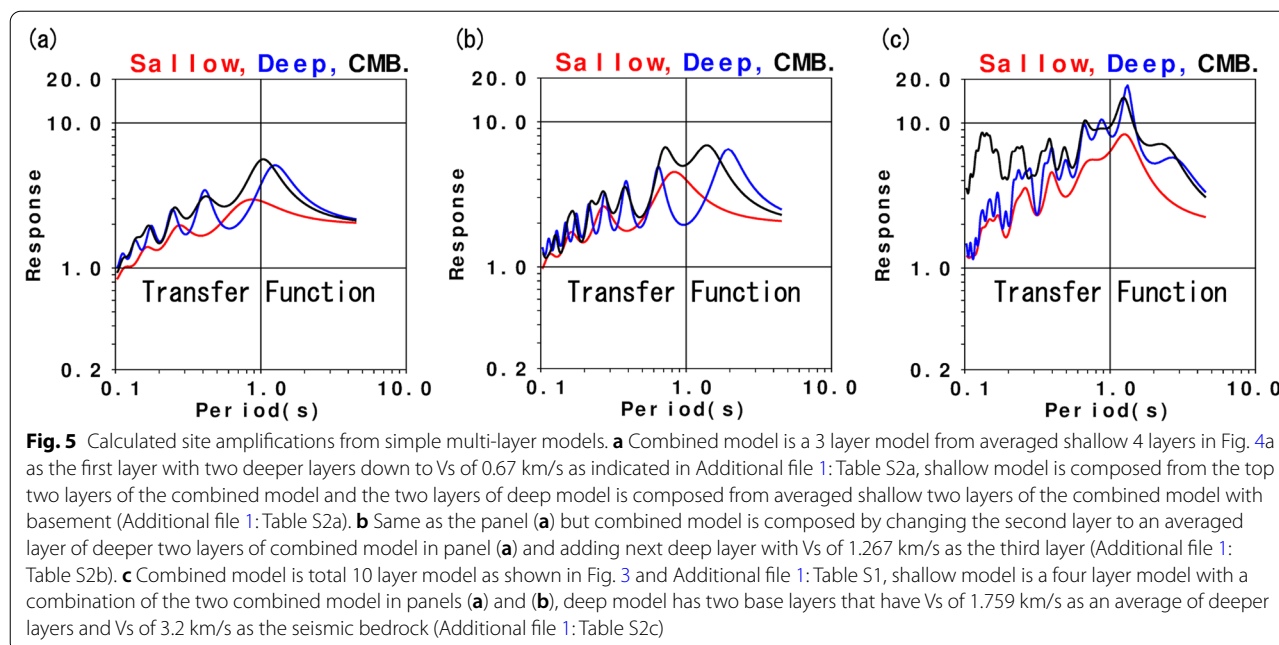 (a)
Sallow, Deep, CMB.
20.0
10.0
Response
1.0
Transfer Function
0.2
0.1 1.0 10.0
Period(s)
(b)
Sallow, Deep, CMB.
20.0
10.0
Response
1.0
Transfer Function
0.2
0.1 1.0 10.0
Period(s)
(c)
Sallow, Deep, CMB.
20.0
10.0
Response
1.0
Transfer Function
0.2
0.1 1.0 10.0
Period(s)
Fig. 5 Calculated site amplifications from simple multi-layer models. a Combined model is a 3 layer model from averaged shallow 4 layers in Fig. 4a
as the first layer with two deeper layers down to Vs of 0.67 km/s as indicated in Additional file 1: Table S2a, shallow model is composed from the top
two layers of the combined model and the two layers of deep model is composed from averaged shallow two layers of the combined model with
basement (Additional file 1: Table S2a). b Same as the panel (a) but combined model is composed by changing the second layer to an averaged
layer of deeper two layers of combined model in panel (a) and adding next deep layer with Vs of 1.267 km/s as the third layer (Additional file 1:
Table S2b). c Combined model is total 10 layer model as shown in Fig. 3 and Additional file 1: Table S1, shallow model is a four layer model with a
combination of the two combined model in panels (a) and (b), deep model has two base layers that have Vs of 1.759 km/s as an average of deeper
layers and Vs of 3.2 km/s as the seismic bedrock (Additional file 1: Table S2c)